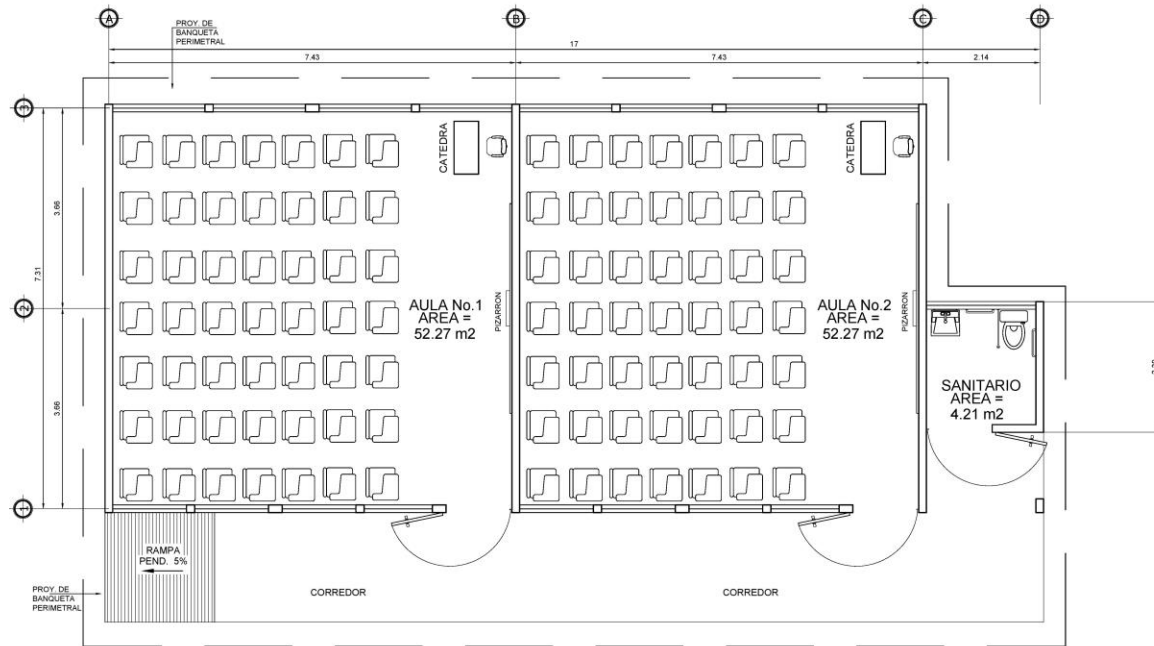 A
B
C
D
PROY. DE
BANQUETA
PERIMETRAL
17
7.43
7.43
2.14
3
CATEDRA
CATEDRA
3.66
7.31
2
AULA No.1
AREA =
52.27 m2
PIZARRON
AULA No.2
AREA =
52.27 m2
PIZARRON
SANITARIO
AREA =
4.21 m2
3.66
1
RAMPA
PEND. 5%
PROY. DE
BANQUETA
PERIMETRAL
CORREDOR
CORREDOR